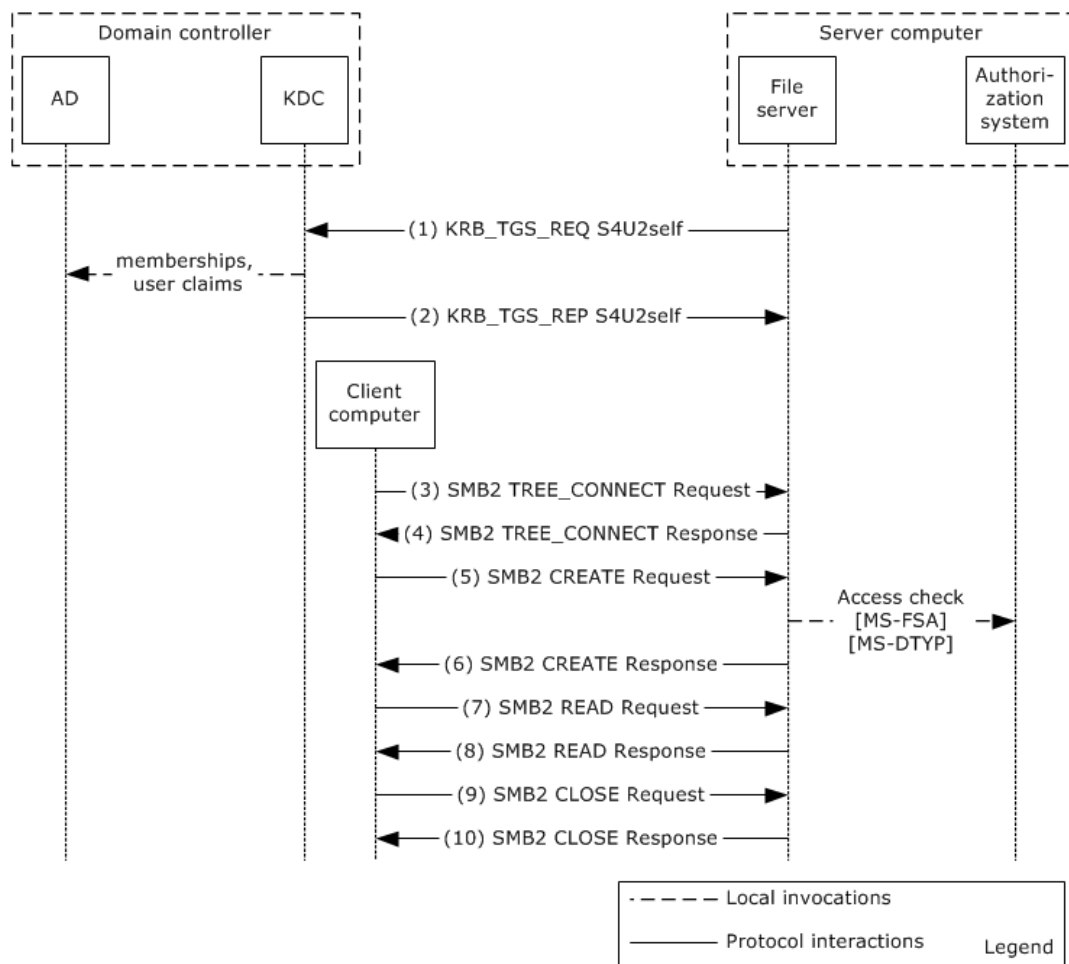 Domain controller
Server computer
AD
KDC
File
server
Authori-
zation
system
(1) KRB_TGS_REQ S4U2self
memberships,
user claims
(2) KRB_TGS_REP S4U2self
Client
computer
(3) SMB2 TREE_CONNECT Request
(4) SMB2 TREE_CONNECT Response
(5) SMB2 CREATE Request
Access check
[MS-FSA]
[MS-DTYP]
(6) SMB2 CREATE Response
(7) SMB2 READ Request
(8) SMB2 READ Response
(9) SMB2 CLOSE Request
(10) SMB2 CLOSE Response
Local invocations
Protocol interactions
Legend